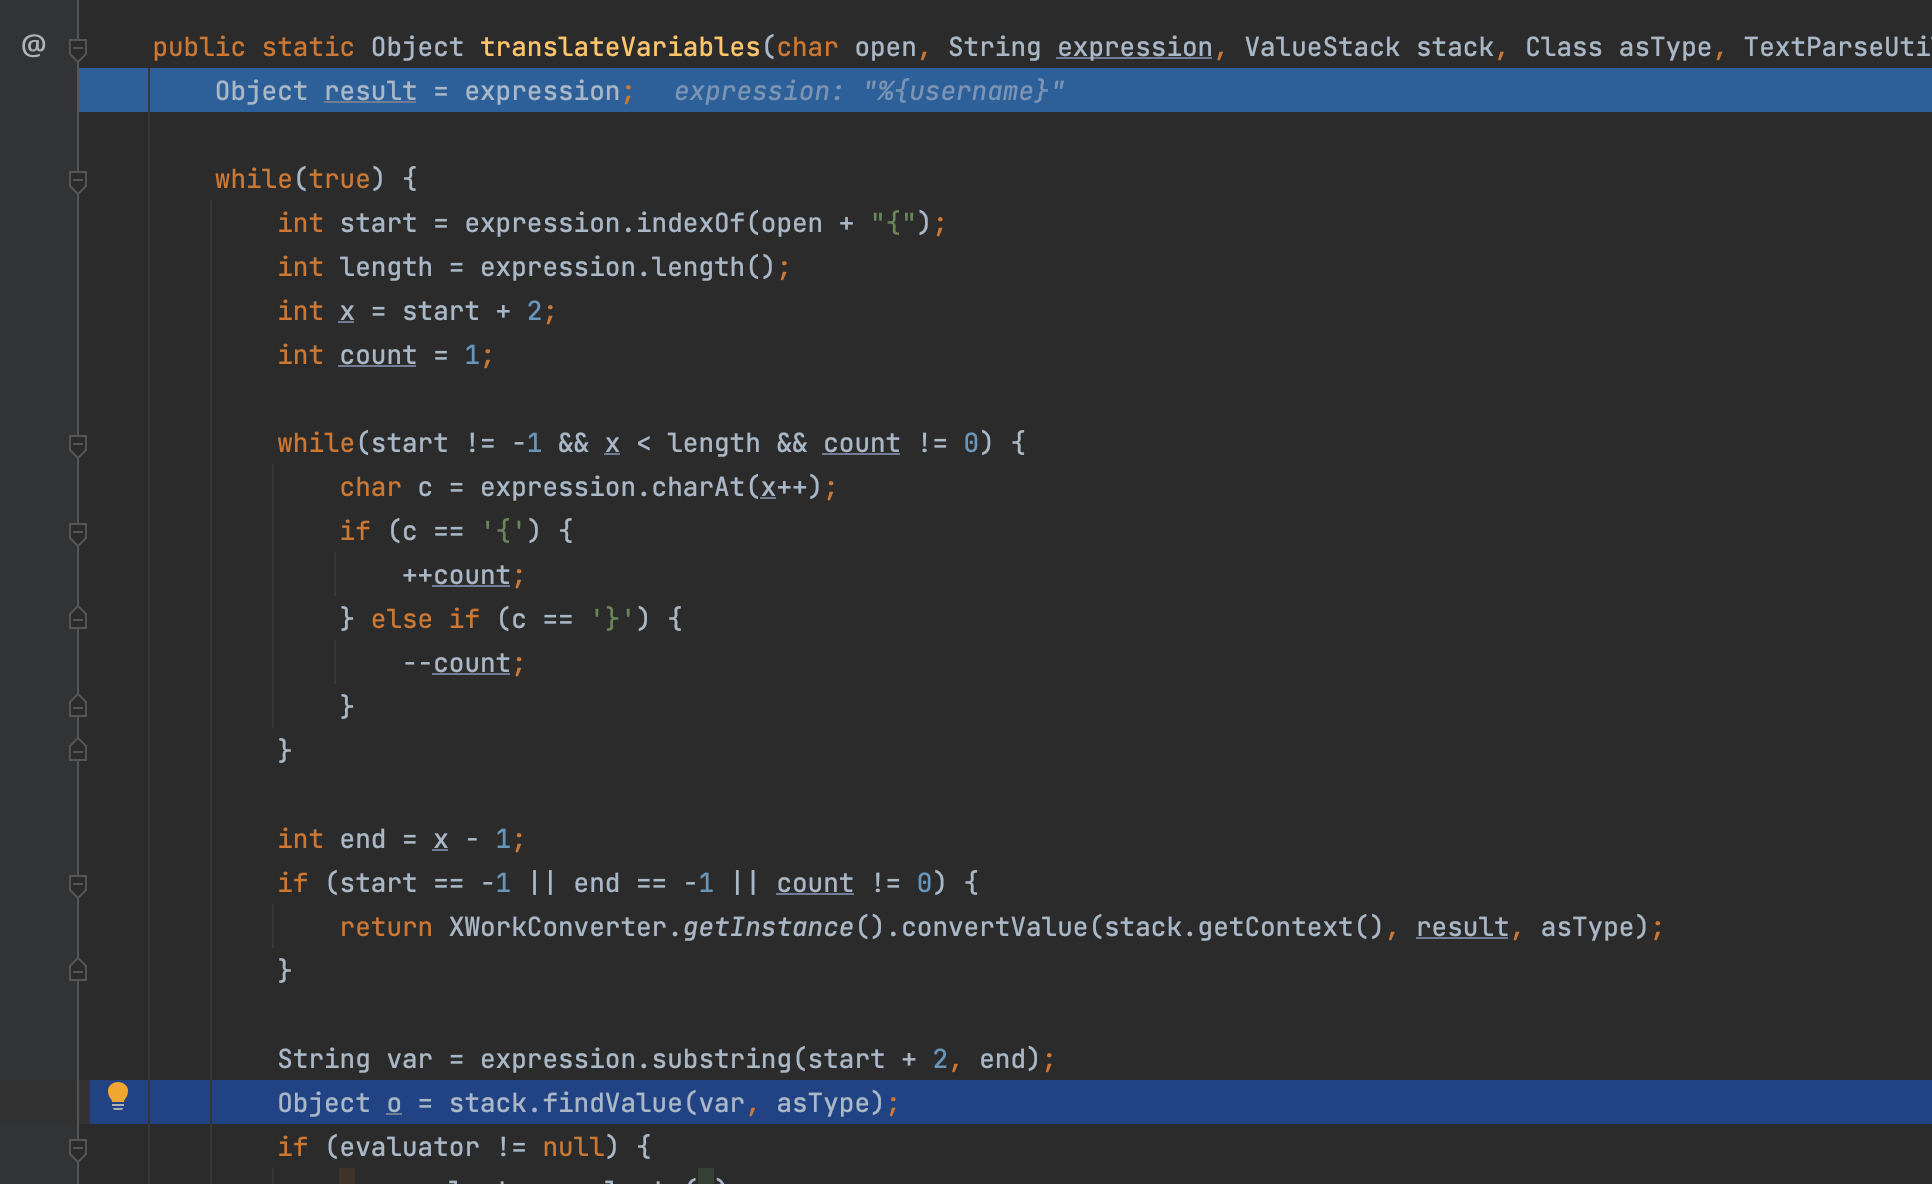 @
public static Object translateVariables(char open, String expression, ValueStack stack, Class asType, TextParseUti
Object result = expression; expression: "%{username}"
while(true) {
int start = expression.indexOf(open + "{");
int length = expression.length();
int x = start + 2;
int count = 1;
while(start != -1 && x < length && count != 0) {
char c = expression.charAt(x++);
if (c == '{') {
++count;
} else if (c == '}') {
--count;
}
}
int end = x - 1;
if (start == -1 || end == -1 || count != 0) {
return XWorkConverter.getInstance().convertValue(stack.getContext(), result, asType);
}
String var = expression.substring(start + 2, end);
Object o = stack.findValue(var, asType);
if (evaluator != null) {